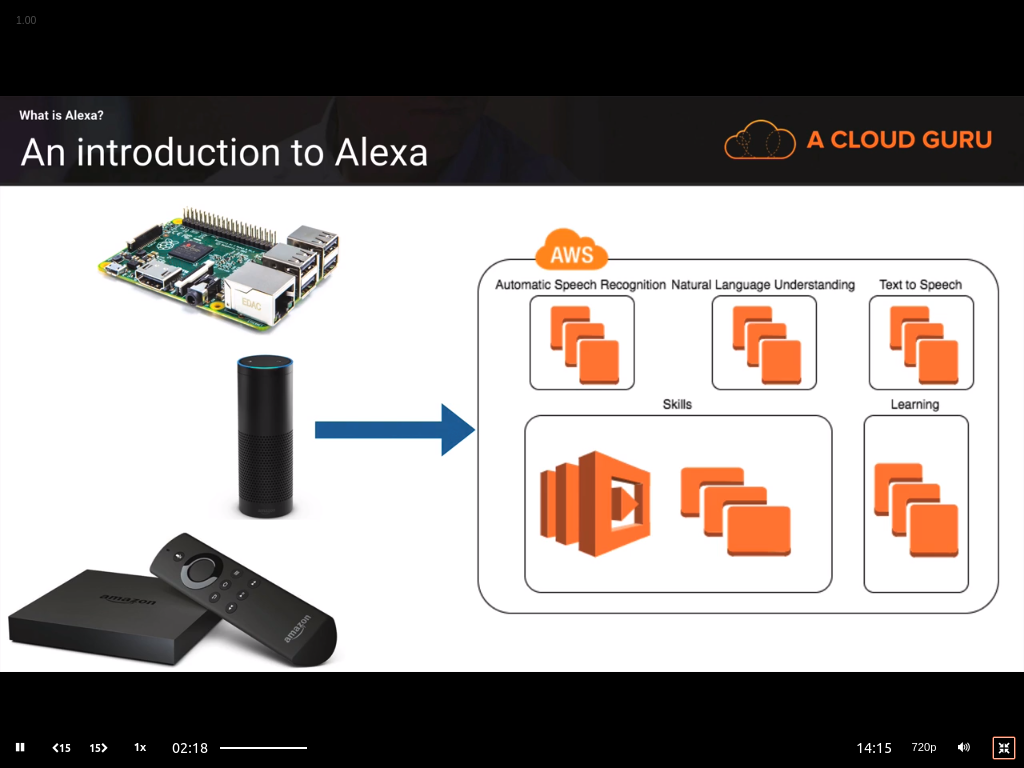 1.00
What is Alexa?
An introduction to Alexa
A CLOUD GURU
AWS
Automatic Speech Recognition Natural Language Understanding Text to Speech
EDAC
Skills Learning
amazon
amazon
15 15 1x 02:18 14:15 720p